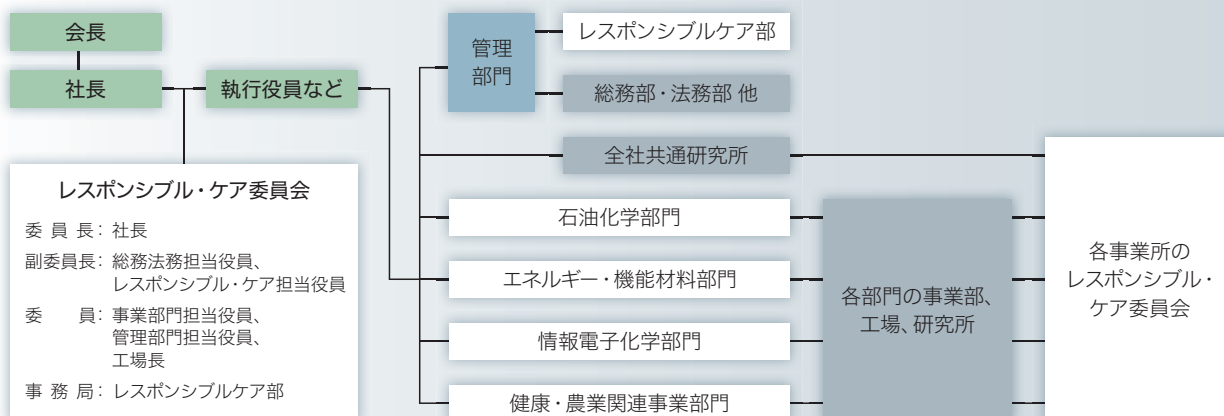 会長
社長
執行役員など
レスポンシブル・ケア委員会
委員長：社長
副委員長：総務法務担当役員、
レスポンシブル・ケア担当役員
委　員：事業部門担当役員、
管理部門担当役員、
工場長
事務局：レスポンシブルケア部
管理
部門
レスポンシブルケア部
総務部・法務部 他
全社共通研究所
石油化学部門
エネルギー・機能材料部門
情報電子化学部門
健康・農業関連事業部門
各部門の事業部、
工場、研究所
各事業所の
レスポンシブル・
ケア委員会